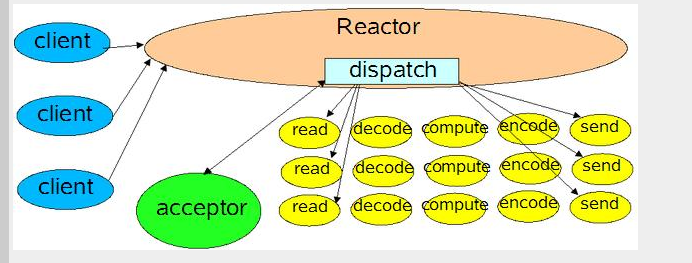 Reactor
client
dispatch
client
read decode compute encode send
read decode compute encode send
client
acceptor
read decode compute encode send